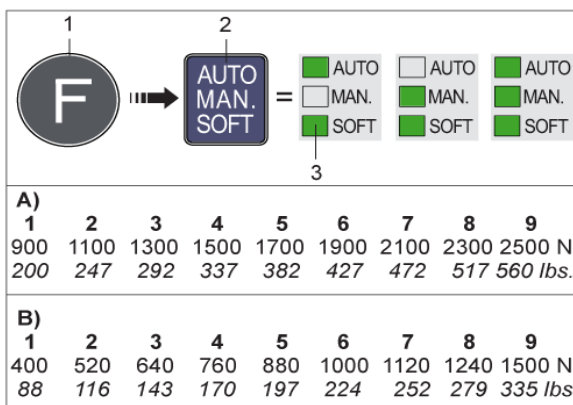 1
2
F
AUTO
MAN.
SOFT
=
AUTO
MAN.
SOFT
AUTO
MAN.
SOFT
AUTO
MAN.
SOFT
3
A)
1 2 3 4 5 6 7 8 9
900 1100 1300 1500 1700 1900 2100 2300 2500 N
200 247 292 337 382 427 472 517 560 lbs.
B)
1 2 3 4 5 6 7 8 9
400 520 640 760 880 1000 1120 1240 1500 N
88 116 143 170 197 224 252 279 335 lbs